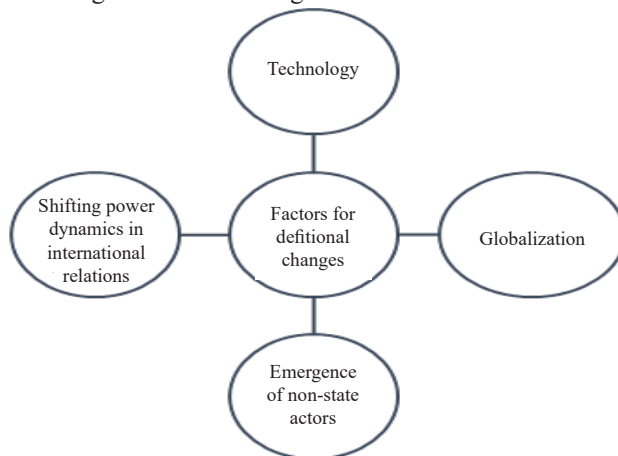 Technology
Shifting power
dynamics in
international
relations
Factors for
defitional
changes
Globalization
Emergence
of non-state
actors